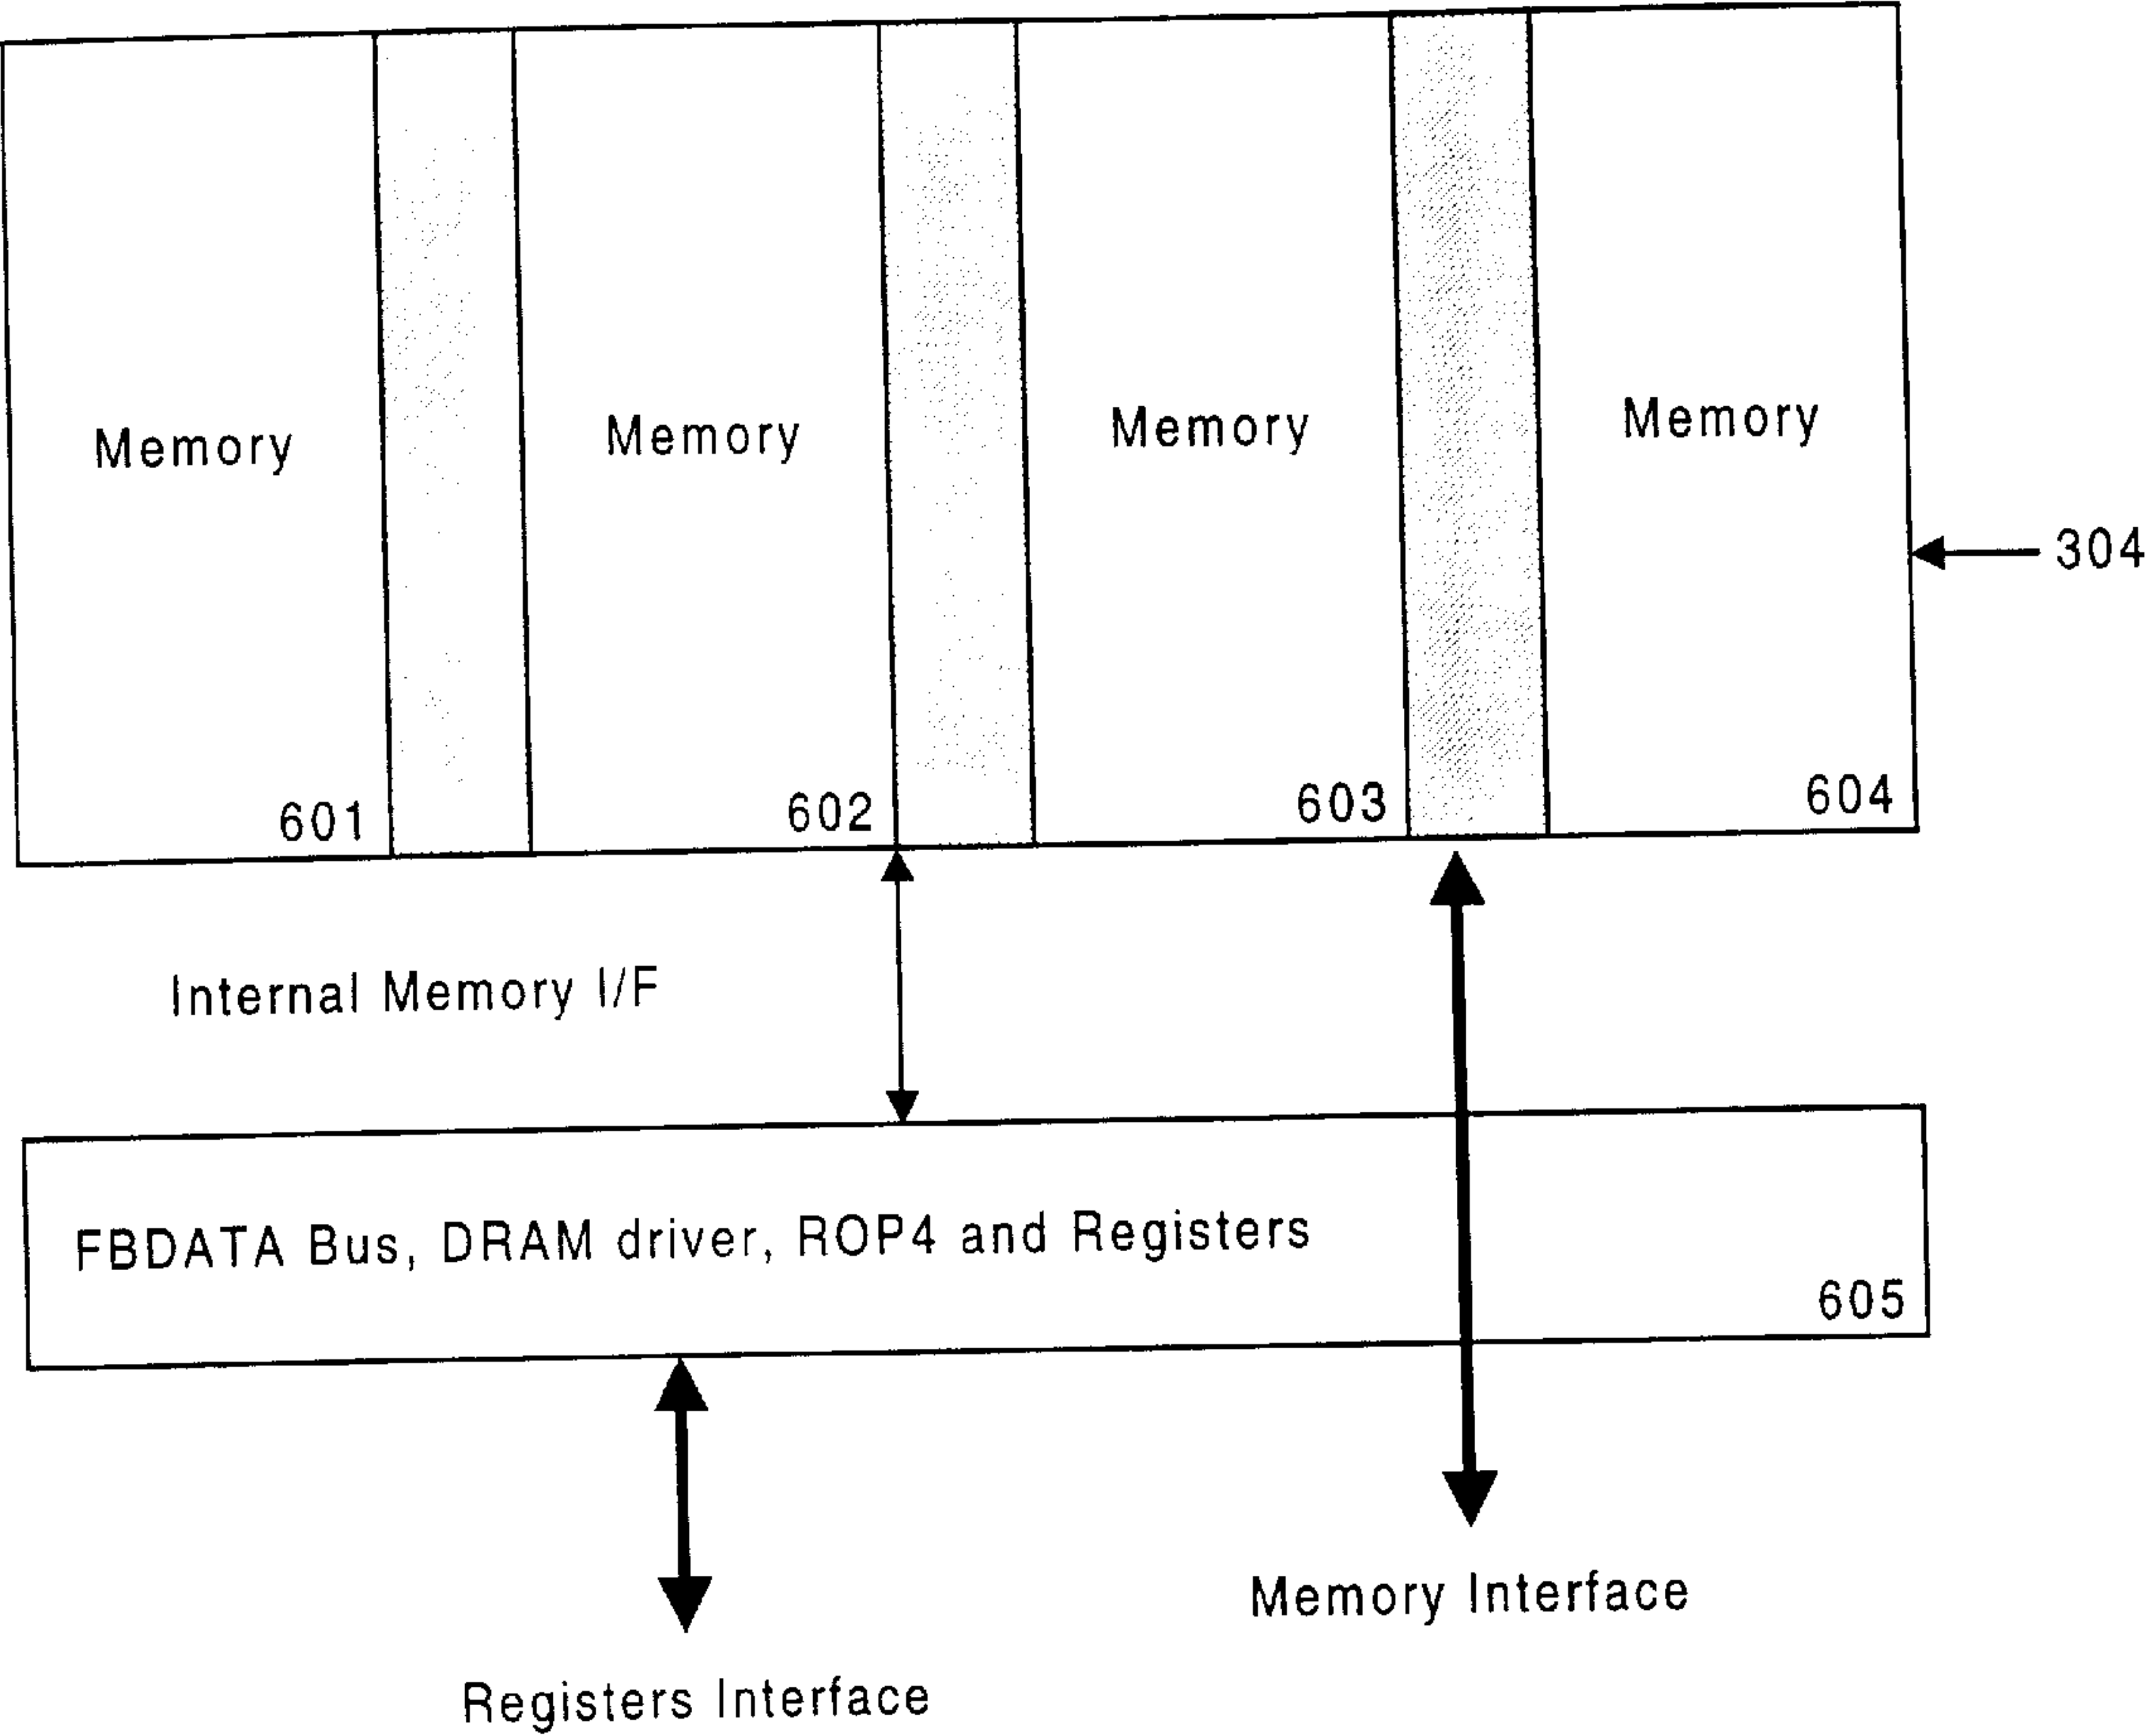 Memory
Memory
Memory
Memory
304
601
602
603
604
Internal Memory I/F
FBDATA Bus, DRAM driver, ROP4 and Registers
605
Memory Interface
Registers Interface